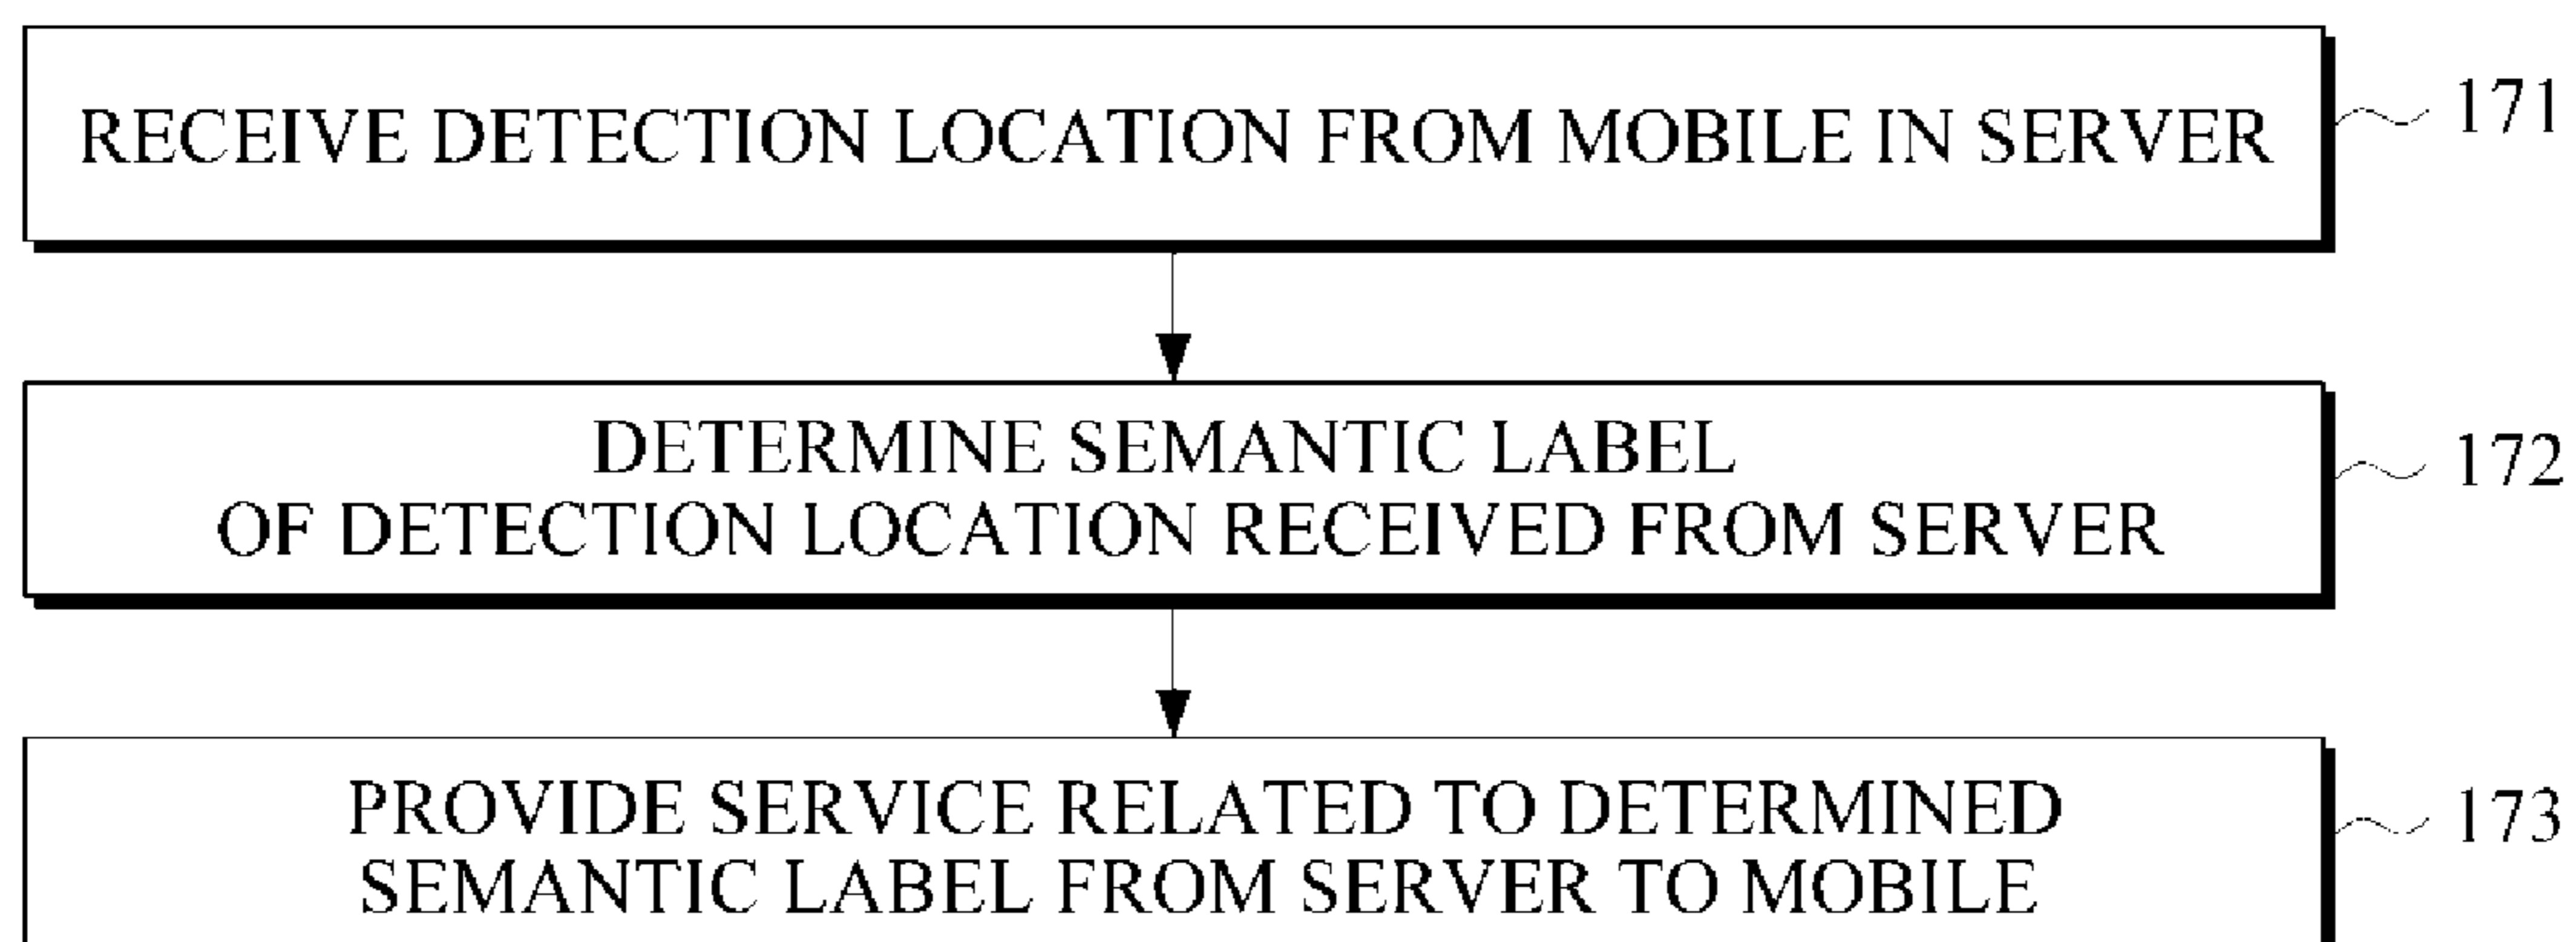 RECEIVE DETECTION LOCATION FROM MOBILE IN SERVER
171
DETERMINE SEMANTIC LABEL
OF DETECTION LOCATION RECEIVED FROM SERVER
172
PROVIDE SERVICE RELATED TO DETERMINED
SEMANTIC LABEL FROM SERVER TO MOBILE
173